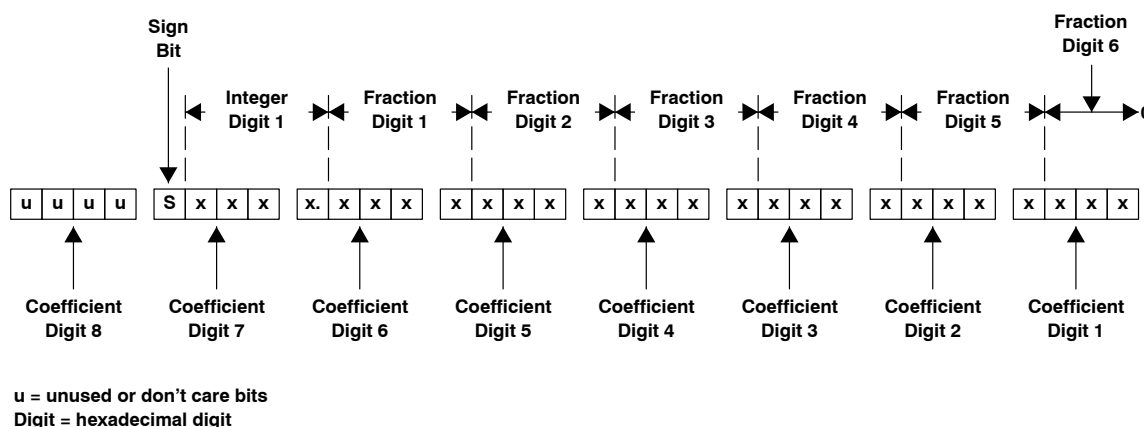 Sign
Bit
Fraction
Digit 6
Integer
Digit 1
Fraction
Digit 1
Fraction
Digit 2
Fraction
Digit 3
Fraction
Digit 4
Fraction
Digit 5
0
u u u u S x x x x. x x x x x x x x x x x x x x x x x x x x x x x
Coefficient
Digit 8
Coefficient
Digit 7
Coefficient
Digit 6
Coefficient
Digit 5
Coefficient
Digit 4
Coefficient
Digit 3
Coefficient
Digit 2
Coefficient
Digit 1
u = unused or don’t care bits
Digit = hexadecimal digit